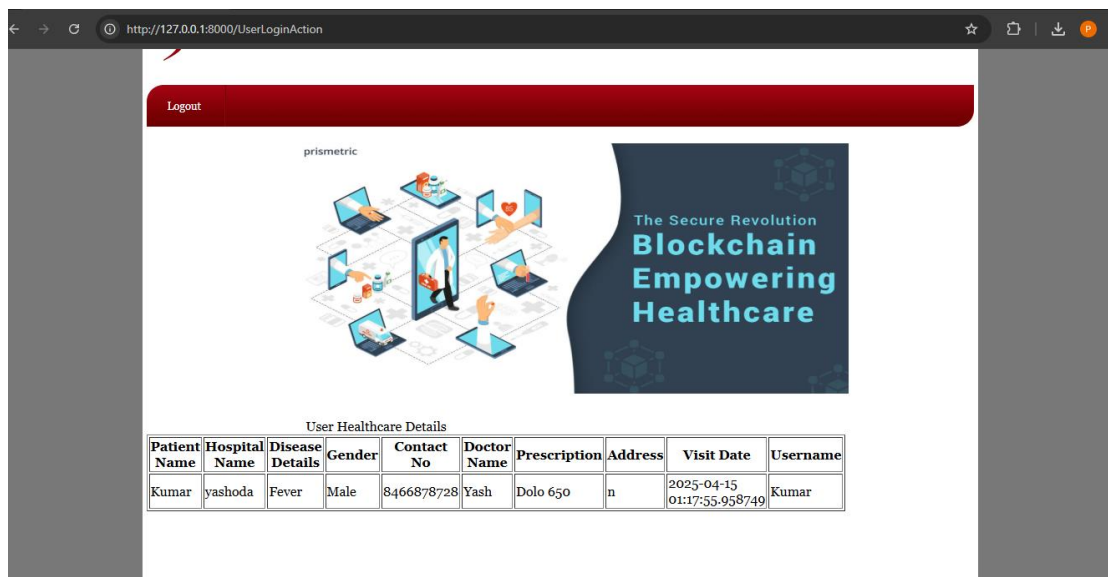 http://127.0.0.1:8000/UserLoginAction
P
Logout
prismetric
The Secure Revolution
Blockchain
Empowering
Healthcare
User Healthcare Details
Patient Name Hospital Name Disease Details Gender Contact No Doctor Name Prescription Address Visit Date Username
Kumar yashoda Fever Male 8466878728 Yash Dolo 650 n 2025-04-15 01:17:55.958749 Kumar